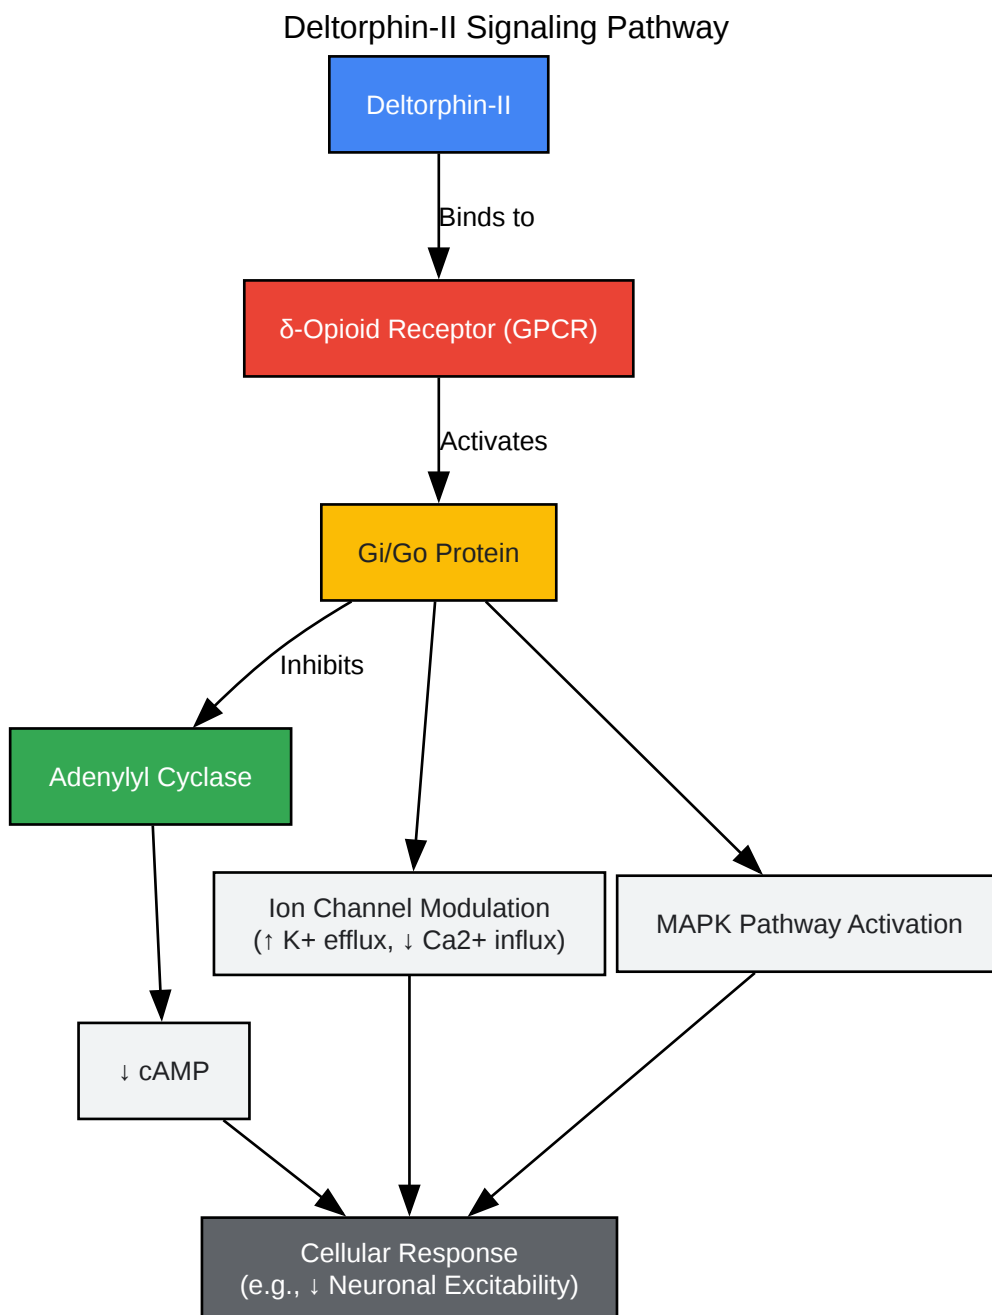 Deltorphin-II Signaling Pathway
Deltorphin-II
Binds to
δ-Opioid Receptor (GPCR)
Activates
Gi/Go Protein
Inhibits
Adenylyl Cyclase
Ion Channel Modulation
(↑ K+ efflux, ↓ Ca2+ influx)
MAPK Pathway Activation
↓ cAMP
Cellular Response
(e.g., ↓ Neuronal Excitability)